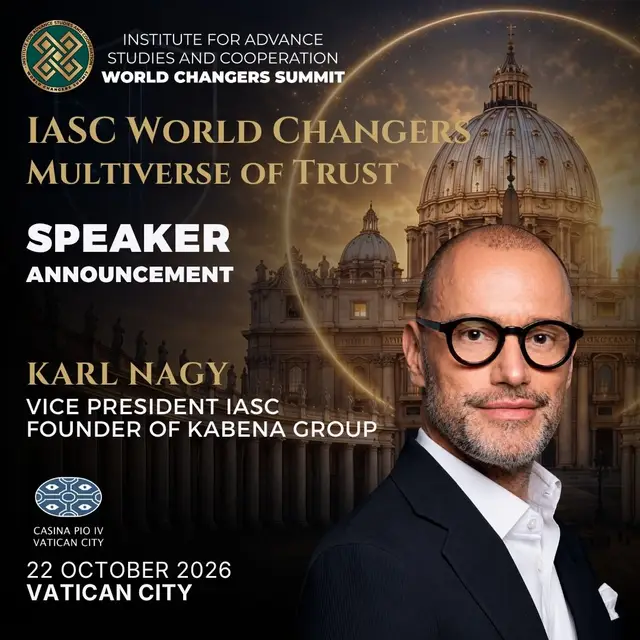 INSTITUTE FOR ADVANCE
STUDIES AND COOPERATION
WORLD CHANGERS SUMMIT
IASC WORLD CHANGERS
MULTIVERSE OF TRUST
SPEAKER
ANNOUNCEMENT
KARL NAGY
VICE PRESIDENT IASC
FOUNDER OF KABENA GROUP
CASINA PIO IV
VATICAN CITY
22 OCTOBER 2026
VATICAN CITY